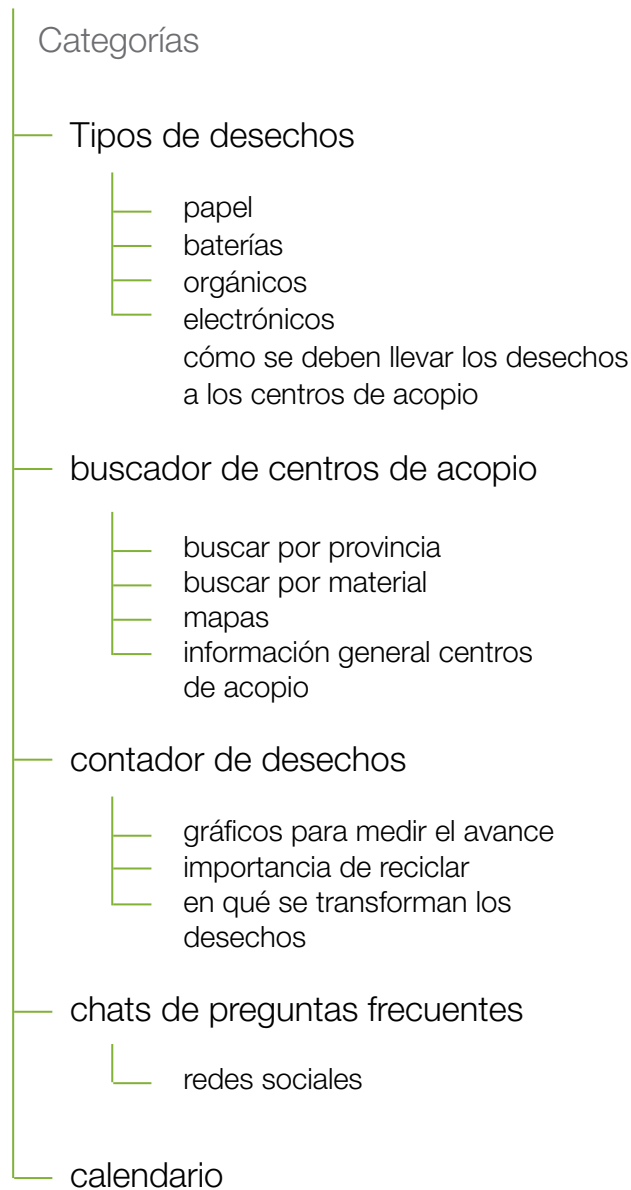 Categorías
Tipos de desechos
papel
baterías
orgánicos
electrónicos
cómo se deben llevar los desechos
a los centros de acopio
buscador de centros de acopio
buscar por provincia
buscar por material
mapas
información general centros
de acopio
contador de desechos
gráficos para medir el avance
importancia de reciclar
en qué se transforman los
desechos
chats de preguntas frecuentes
redes sociales
calendario